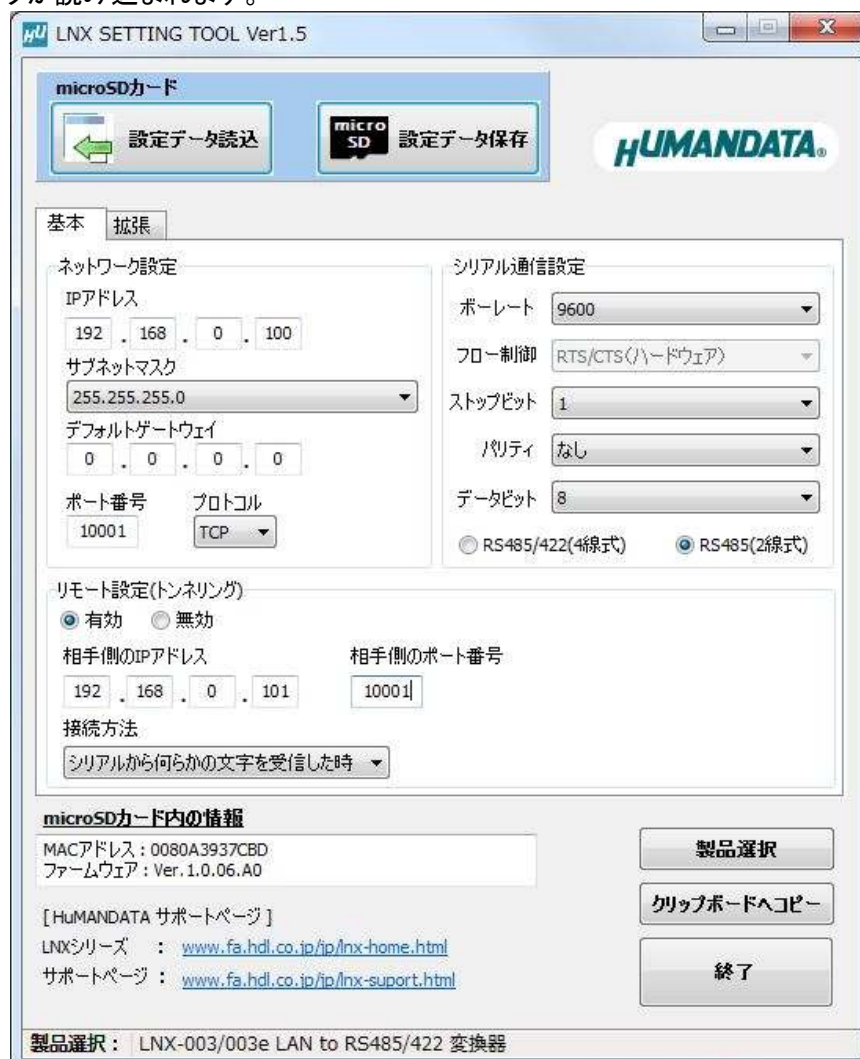 タが読み込まれます。
LNX SETTING TOOL Ver1.5
microSDカード
設定データ読込
micro SD 設定データ保存
HUMANDATA®
基本 拡張
ネットワーク設定
IPアドレス
192 . 168 . 0 . 100
サブネットマスク
255.255.255.0
デフォルトゲートウェイ
0 . 0 . 0 . 0
ポート番号 プロトコル
10001 TCP
シリアル通信設定
ボーレート 9600
フロー制御 RTS/CTS(ハードウェア)
ストップビット 1
パリティ なし
データビット 8
RS485/422(4線式) RS485(2線式)
リモート設定(トンネリング)
有効 無効
相手側のIPアドレス 相手側のポート番号
192 . 168 . 0 . 101 10001
接続方法
シリアルから何らかの文字を受信した時
microSDカード内の情報
MACアドレス : 0080A3937CBD
ファームウェア : Ver.1.0.06.A0
[ HuMANDATA サポートページ ]
LNXシリーズ : www.fa.hdl.co.jp/jp/lnx-home.html
サポートページ : www.fa.hdl.co.jp/jp/lnx-suport.html
製品選択
クリップボードへコピー
終了
製品選択: LNX-003/003e LAN to RS485/422 変換器